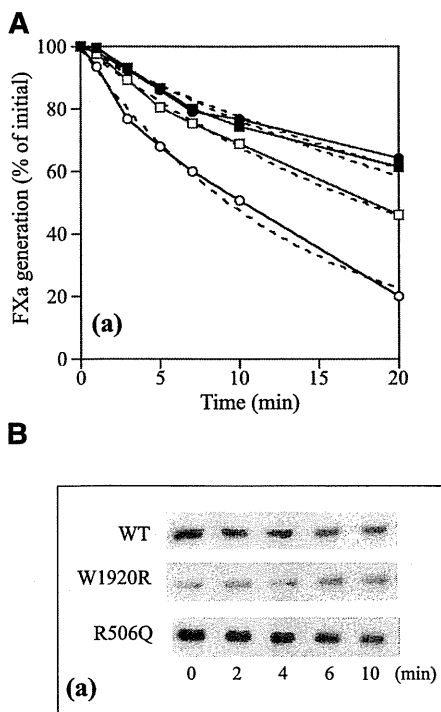 A
FXa generation (% of initial)
100
80
60
40
20
0
(a)
0 5 10 15 20
Time (min)
B
WT
W1920R
R506Q
0 2 4 6 10 (min)
(a)